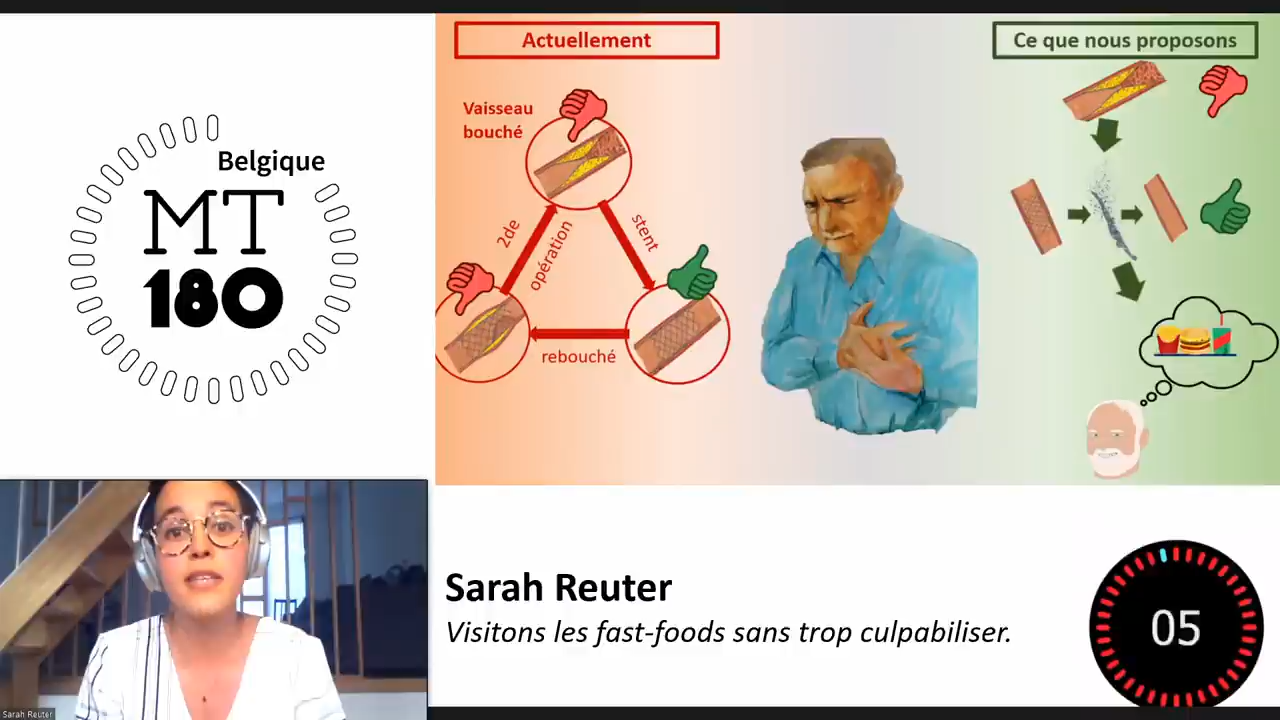 Actuellement
Ce que nous proposons
Vaisseau
bouché
Belgique
MT
180
2de
opération
stent
rebouché
Sarah Reuter
Visitons les fast-foods sans trop culpabiliser.
05
Sarah Reuter